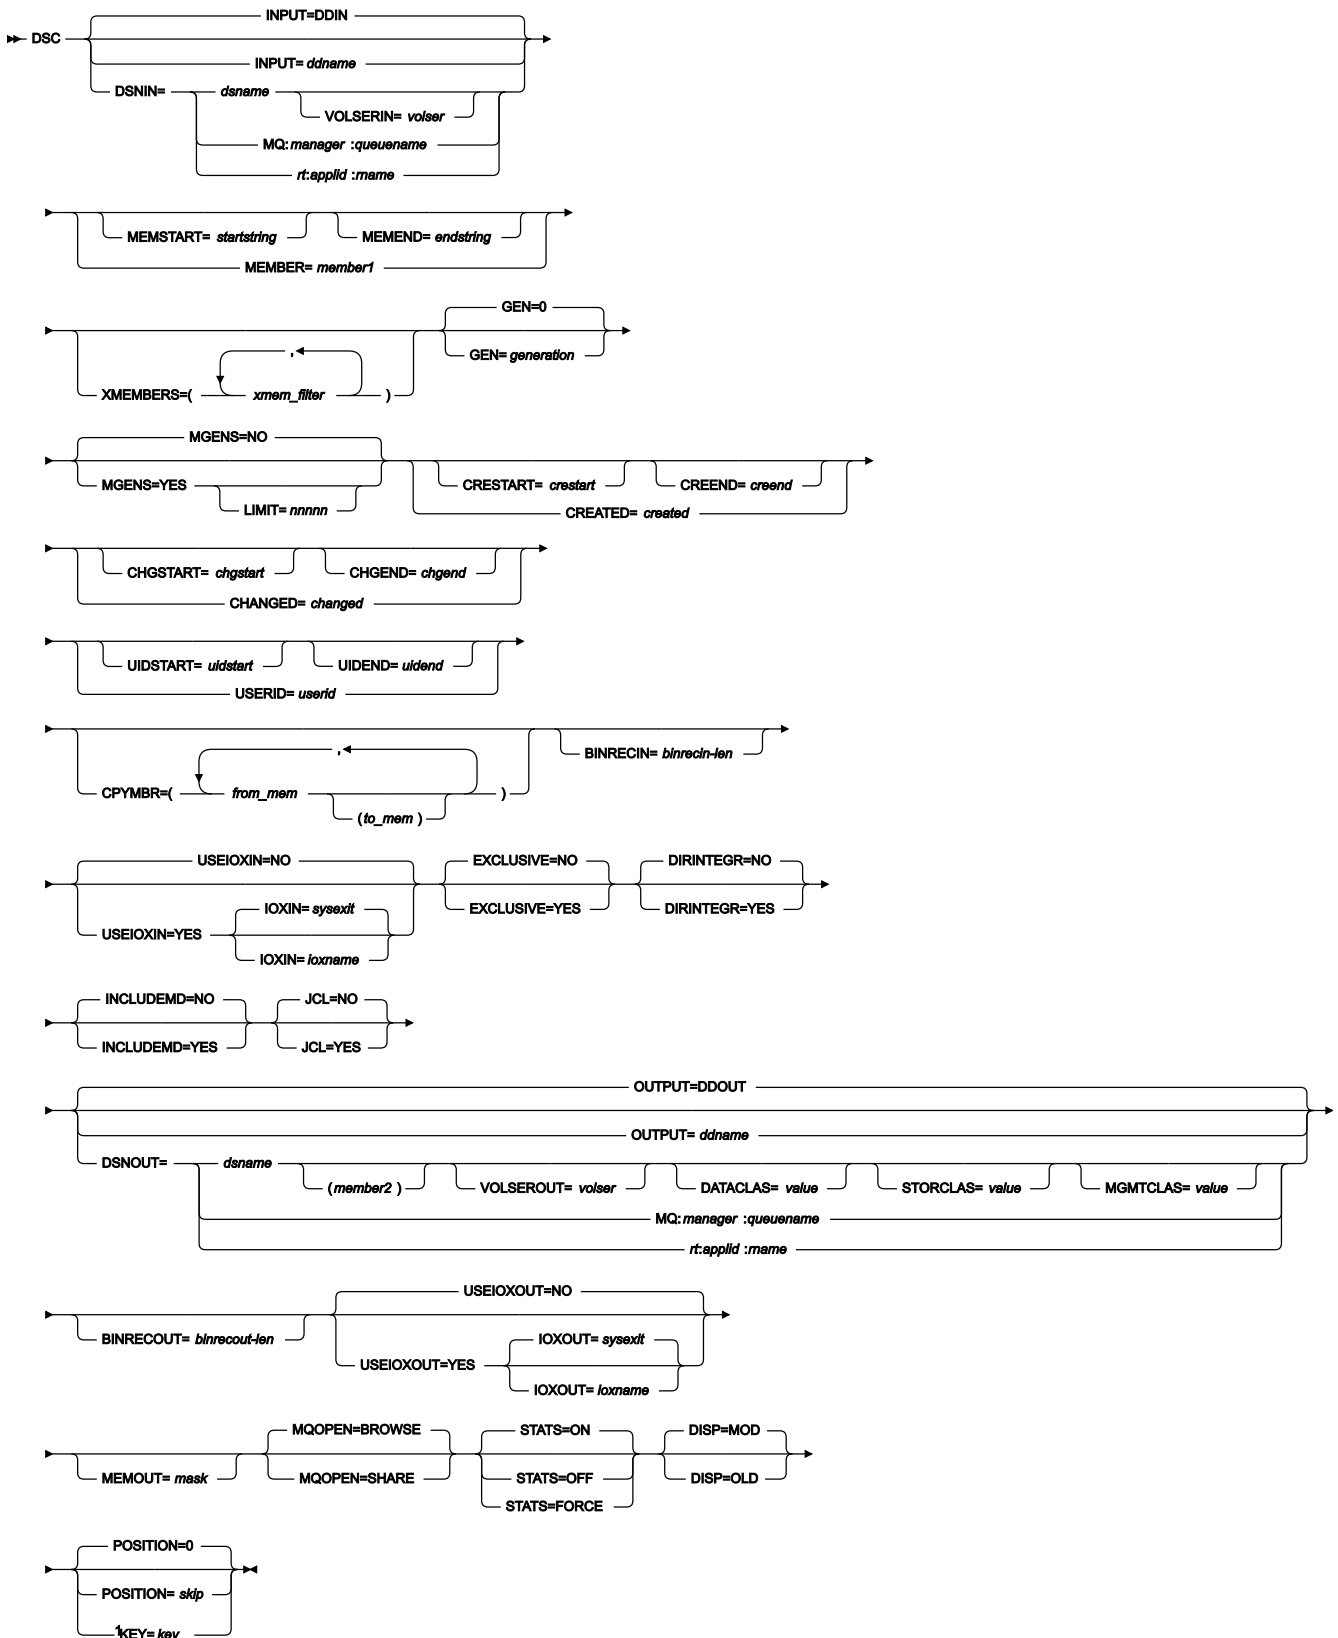 INPUT=DDIN
DSC
INPUT= ddname
DSNIN= dsname
VOLSERIN= volser
MQ:manager :queuename
rt:applid :rname
MEMSTART= startstring MEMEND= endstring
MEMBER= member1
GEN=0
GEN= generation
,
XMEMBERS=( xmem_filter )
MGENS=NO
MGENS=YES CRESTART= crestart CREEND= creend
LIMIT= nnnnn CREATED= created
CHGSTART= chgstart CHGEND= chgend
CHANGED= changed
UIDSTART= uidstart UIDEND= uidend
USERID= userid
, BINRECIN= binrecin-len
CPYMBR=( from_mem )
(to_mem )
USEIOXIN=NO EXCLUSIVE=NO DIRINTEGR=NO
IOXIN= sysexit EXCLUSIVE=YES DIRINTEGR=YES
USEIOXIN=YES
IOXIN= ioxname
INCLUDEMD=NO JCL=NO
INCLUDEMD=YES JCL=YES
OUTPUT=DDOUT
OUTPUT= ddname
DSNOUT= dsname
(member2 ) VOLSEROUT= volser DATACLAS= value STORCLAS= value MGMTCLAS= value
MQ:manager :queuename
rt:applid :rname
USEIOXOUT=NO
BINRECOUT= binrecout-len IOXOUT= sysexit
USEIOXOUT=YES
IOXOUT= ioxname
MQOPEN=BROWSE STATS=ON DISP=MOD
MEMOUT= mask MQOPEN=SHARE STATS=OFF DISP=OLD
STATS=FORCE
POSITION=0
POSITION= skip
1KEY= key